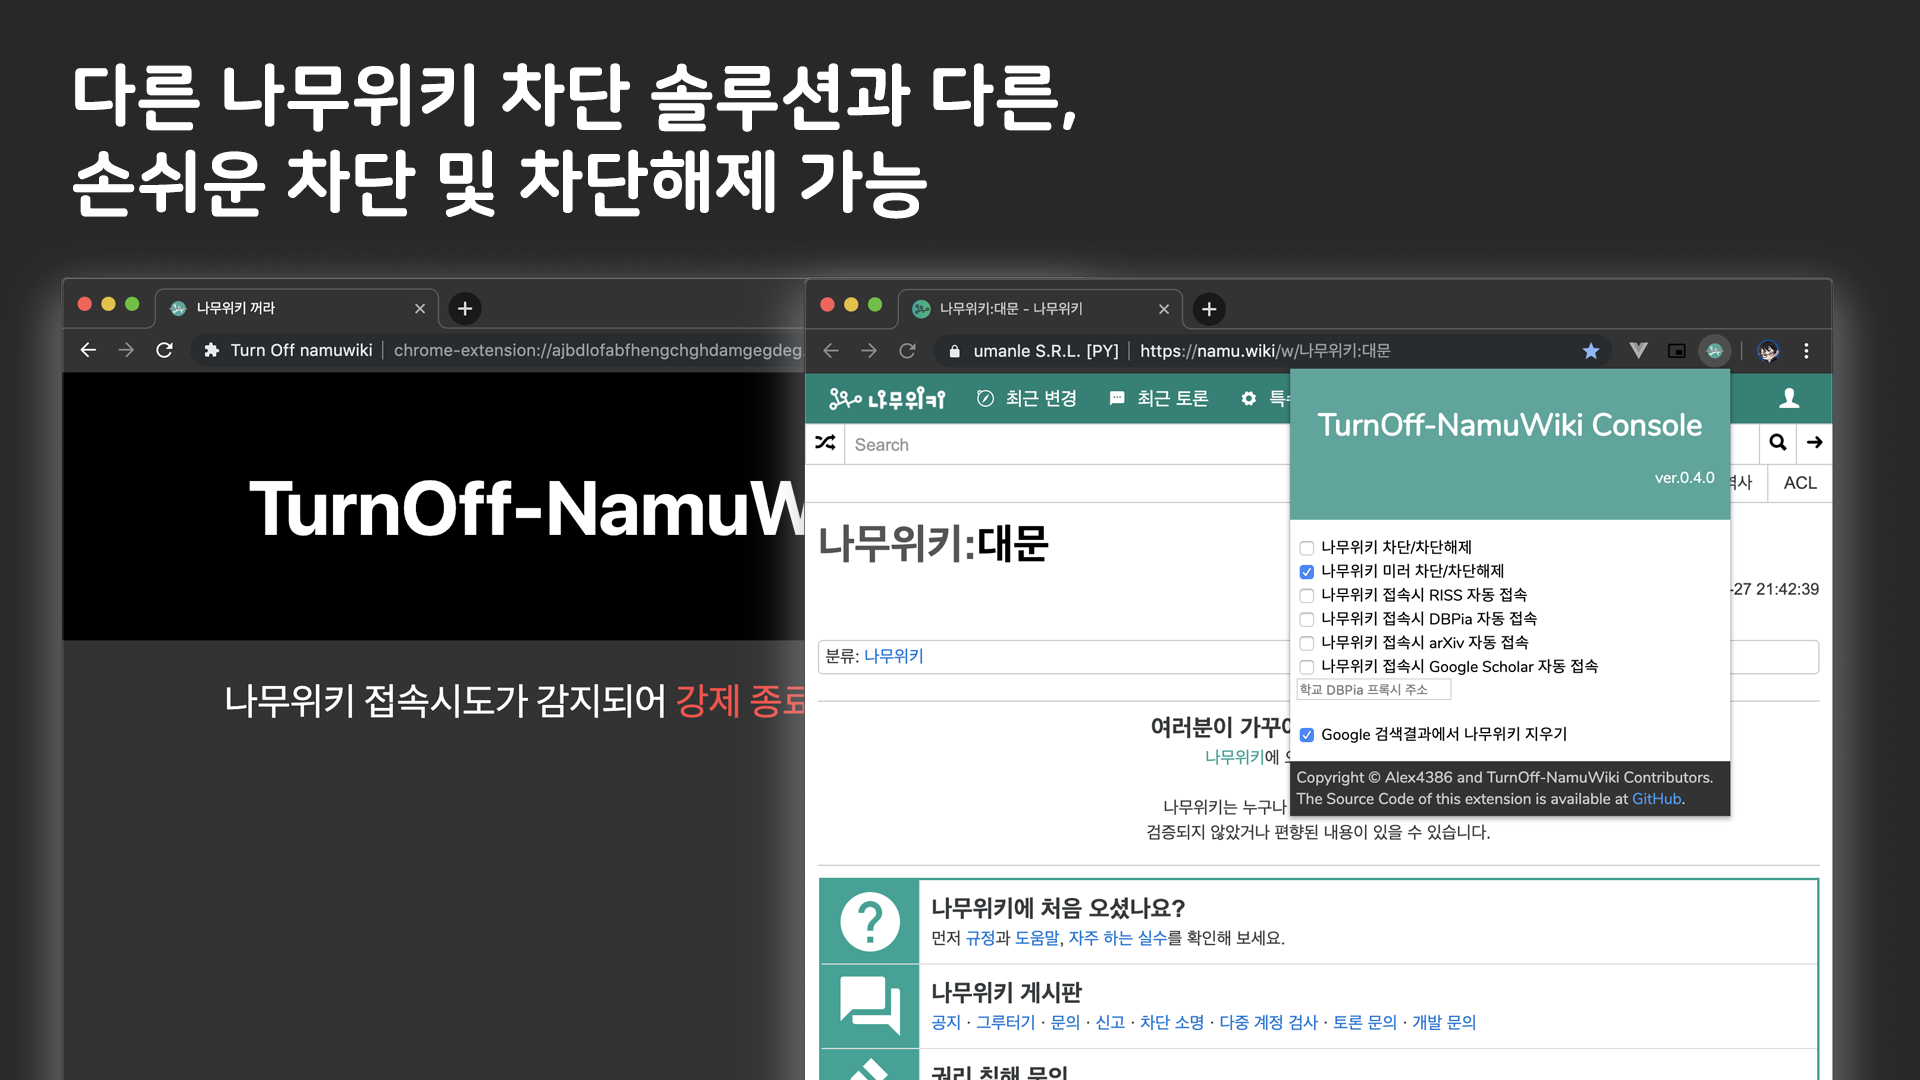 다른 나무위키 차단 솔루션과 다른,
손쉬운 차단 및 차단해제 가능
나무위키 꺼라
Turn Off namuwiki
chrome-extension://ajbdlofabfhengchghdamgegdeg
TurnOff-NamuW
나무위키 접속시도가 감지되어 강제 종료
나무위키:대문 - 나무위키
umanle S.R.L. [PY]
https://namu.wiki/w/나무위키:대문
나무위키
최근 변경
최근 토론
특수
Search
역사
ACL
나무위키:대문
-27 21:42:39
분류: 나무위키
여러분이 가꾸어
나무위키에
나무위키는 누구나
검증되지 않았거나 편향된 내용이 있을 수 있습니다.
나무위키에 처음 오셨나요?
먼저 규정과 도움말, 자주 하는 실수를 확인해 보세요.
나무위키 게시판
공지 · 그루터기 · 문의 · 신고 · 차단 소명 · 다중 계정 검사 · 토론 문의 · 개발 문의
권리 침해 문의
TurnOff-NamuWiki Console
ver.0.4.0
나무위키 차단/차단해제
나무위키 미러 차단/차단해제
나무위키 접속시 RISS 자동 접속
나무위키 접속시 DBPia 자동 접속
나무위키 접속시 arXiv 자동 접속
나무위키 접속시 Google Scholar 자동 접속
학교 DBPia 프록시 주소
Google 검색결과에서 나무위키 지우기
Copyright © Alex4386 and TurnOff-NamuWiki Contributors.
The Source Code of this extension is available at GitHub.